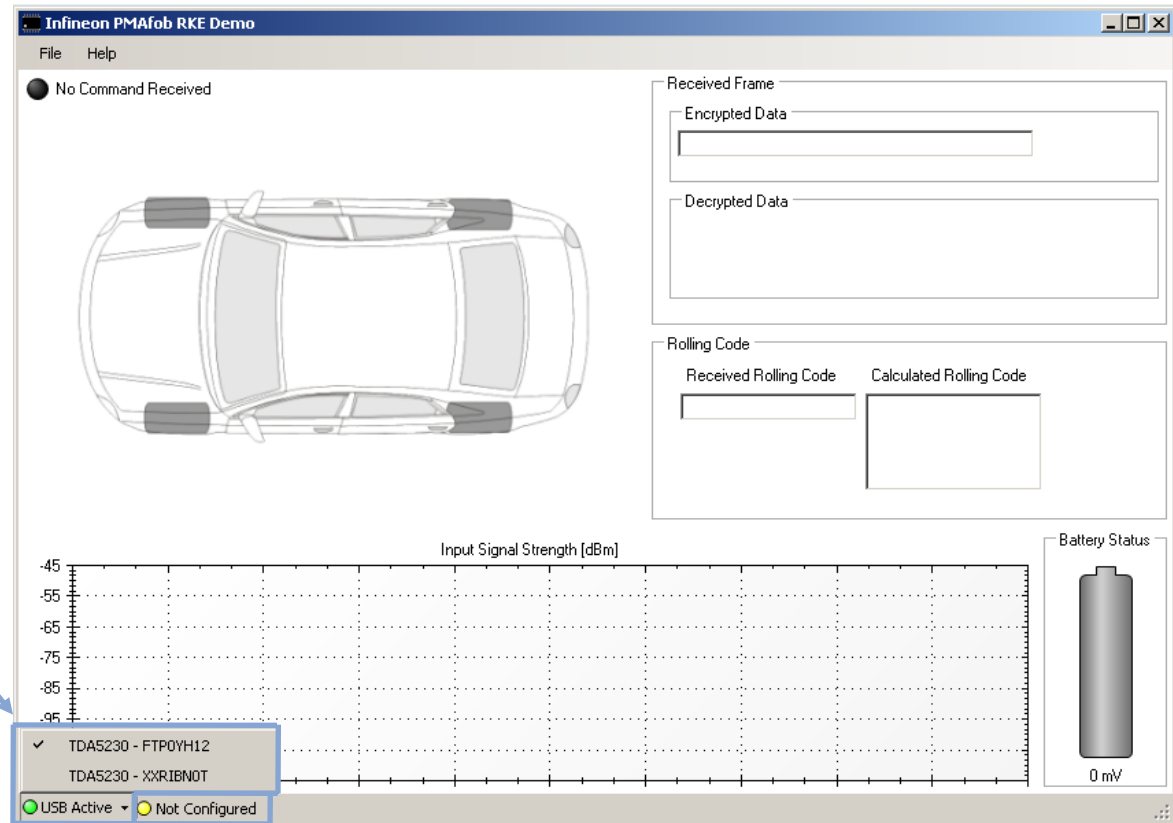 Infineon PMAfob RKE Demo
File Help
No Command Received
Received Frame
Encrypted Data
Decrypted Data
Rolling Code
Received Rolling Code Calculated Rolling Code
Input Signal Strength [dBm]
Battery Status
-45
-55
-65
-75
-85
-95
TDA5230 - FTP0YH12
TDA5230 - XXRIBN0T
0 mV
USB Active Not Configured